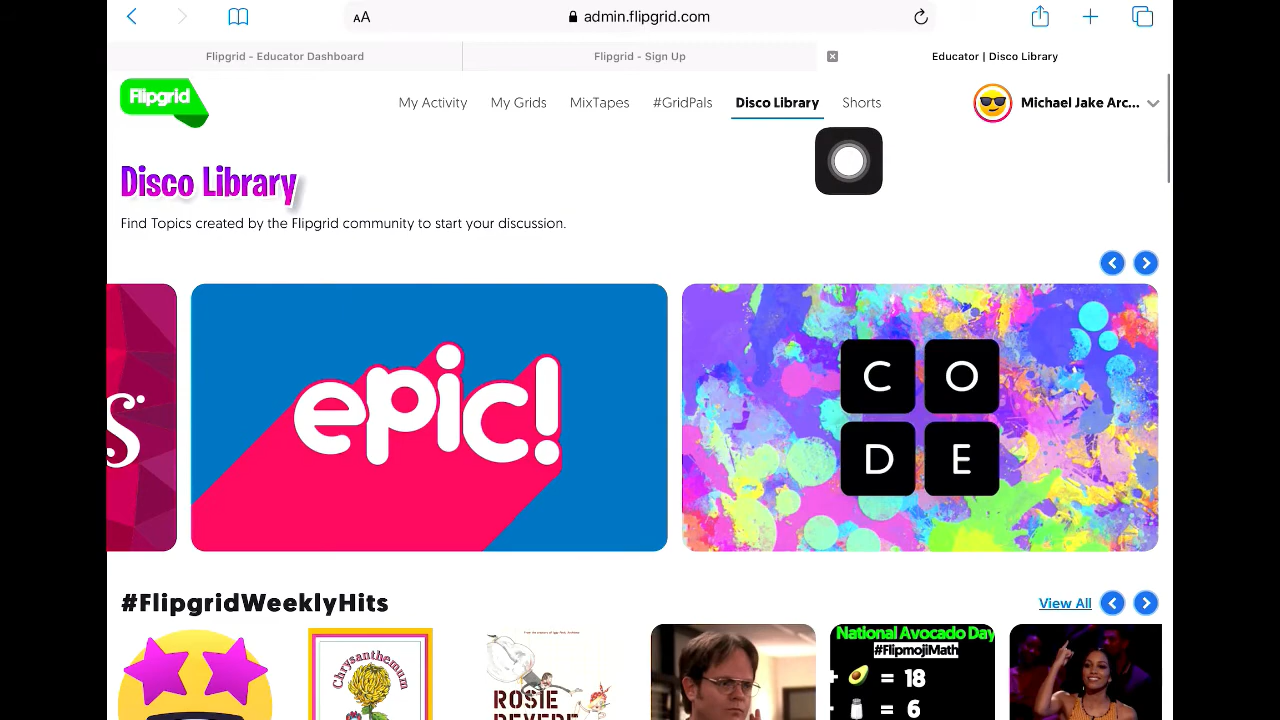 AA
admin.flipgrid.com
Flipgrid - Educator Dashboard
Flipgrid - Sign Up
Educator | Disco Library
Flipgrid
My Activity
My Grids
MixTapes
#GridPals
Disco Library
Shorts
Michael Jake Arc...
Disco Library
Find Topics created by the Flipgrid community to start your discussion.
epic!
C O
D E
#FlipgridWeeklyHits
View All
Chrysanthemum
ROSIE
REVERE
National Avocado Day
#FlipmojiMath
= 18
= 6